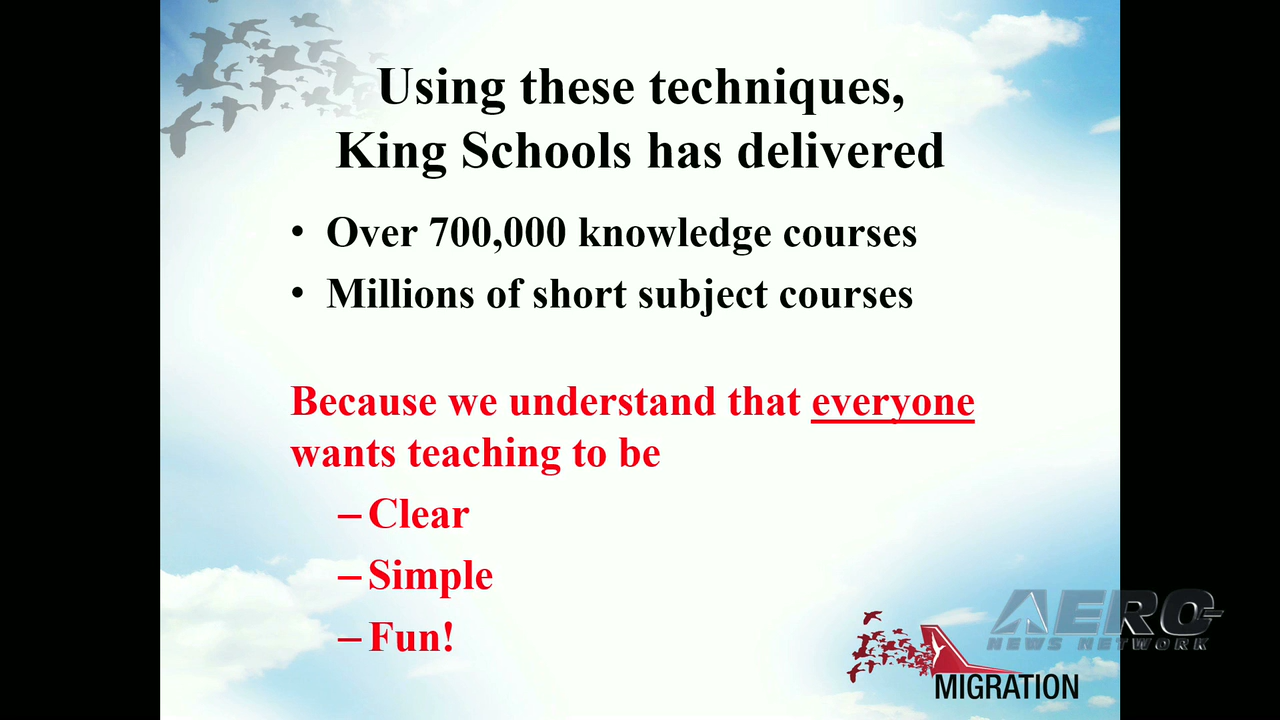 Using these techniques,
King Schools has delivered
• Over 700,000 knowledge courses
• Millions of short subject courses
Because we understand that everyone
wants teaching to be
– Clear
– Simple
– Fun!
AERO
NEWS NETWORK
MIGRATION